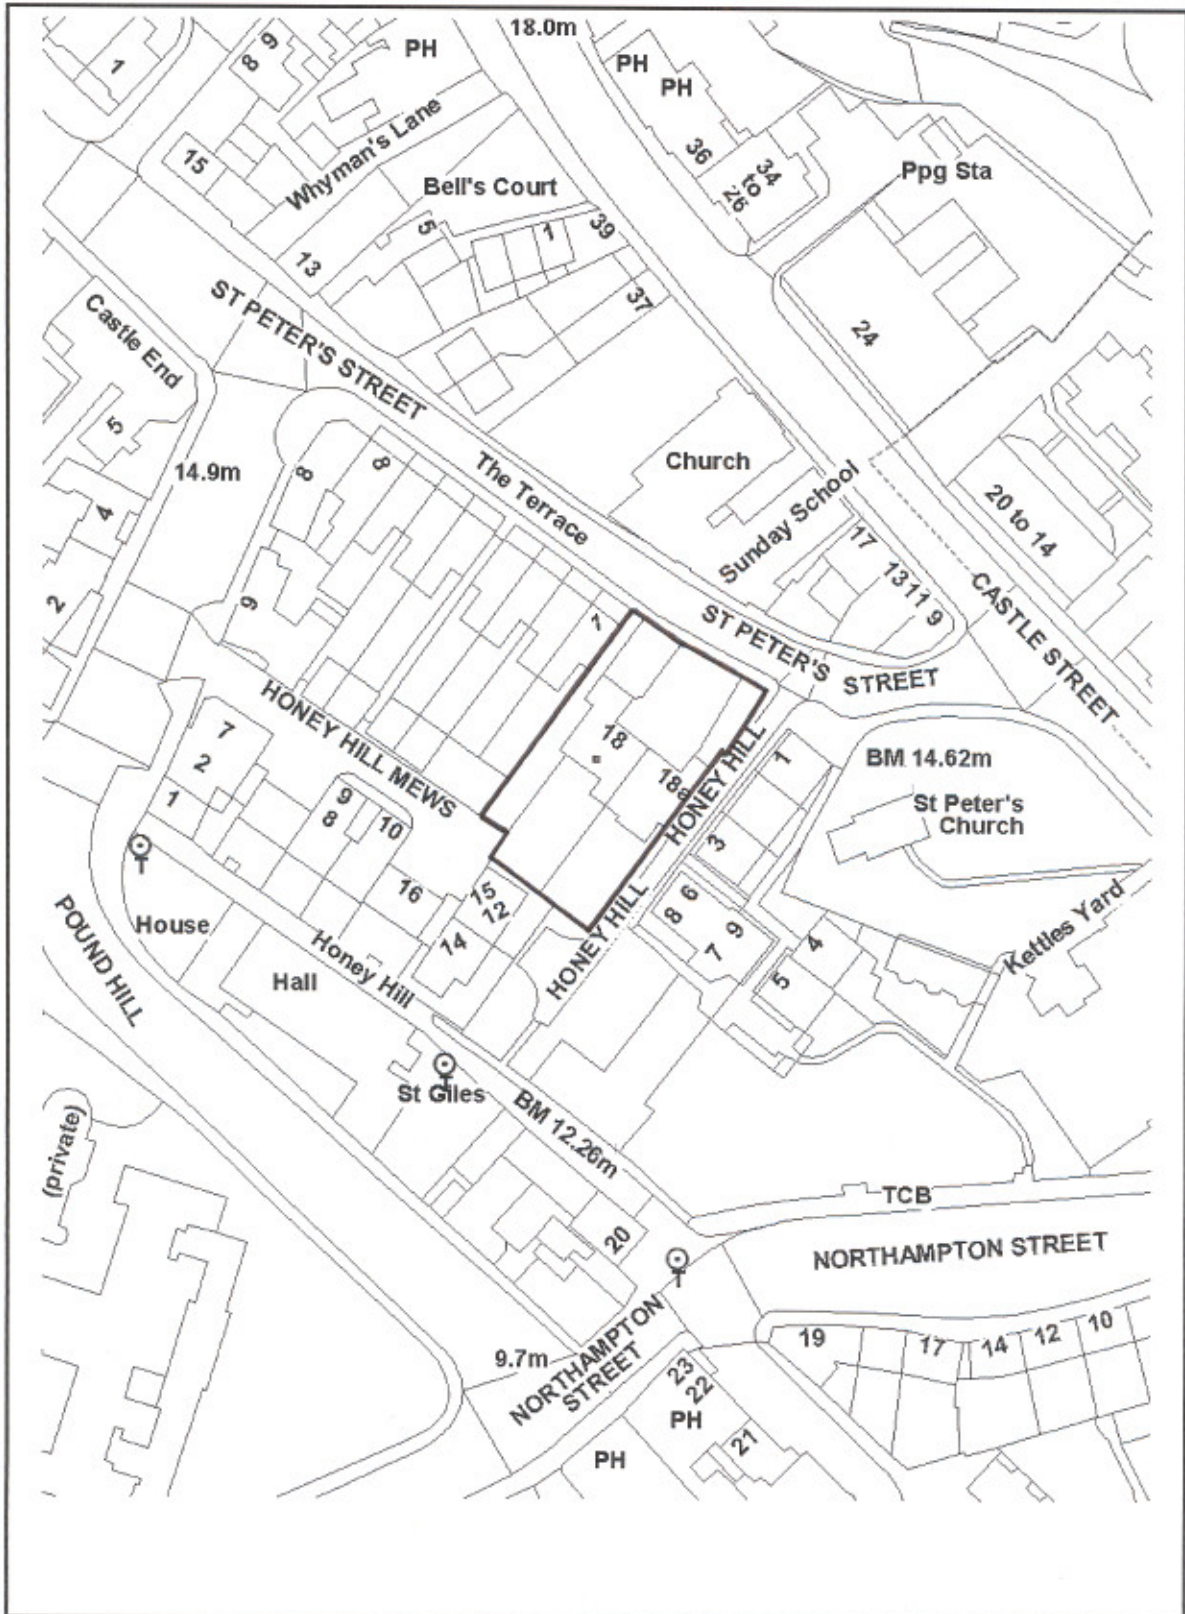 18.0m
PH
PH
PH
1
8
9
15
Whyman's Lane
36
34
to
26
Ppg Sta
Bell's Court
5
1
39
13
37
24
ST PETER'S STREET
Castle End
5
14.9m
8
8
The Terrace
Church
Sunday School
20 to 14
4
17
13 11 9
CASTLE STREET
2
9
7
ST PETER'S
STREET
HONEY HILL MEWS
18
18a
HONEY HILL
1
BM 14.62m
7
2
1
9
8
10
3
St Peter's
Church
16
15
12
14
HONEY HILL
8
6
7
9
4
5
Kettles Yard
House
Honey Hill
Hall
POUND HILL
St Giles
BM 12.26m
(private)
TCB
20
NORTHAMPTON STREET
19
17
14
12
10
9.7m
NORTHAMPTON
STREET
23
22
PH
21
PH